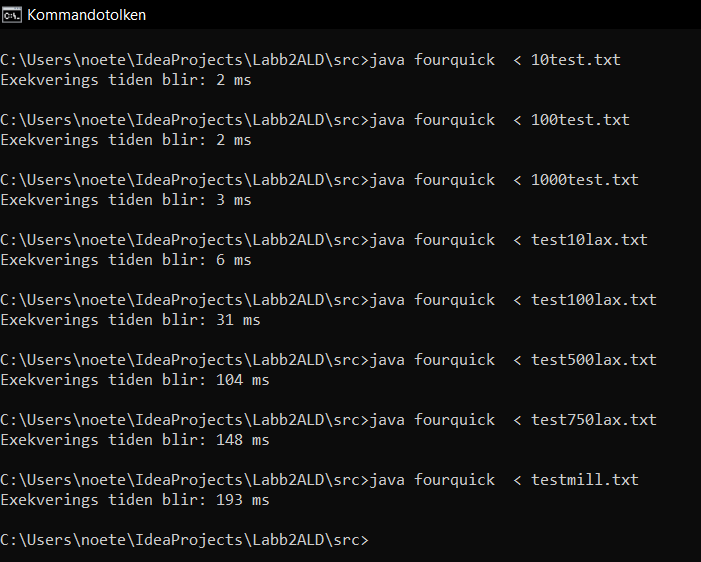 Kommandotolken
C:\Users\noete\IdeaProjects\Labb2ALD\src>java fourquick  < 10test.txt
Exekverings tiden blir: 2 ms
C:\Users\noete\IdeaProjects\Labb2ALD\src>java fourquick  < 100test.txt
Exekverings tiden blir: 2 ms
C:\Users\noete\IdeaProjects\Labb2ALD\src>java fourquick  < 1000test.txt
Exekverings tiden blir: 3 ms
C:\Users\noete\IdeaProjects\Labb2ALD\src>java fourquick  < test10lax.txt
Exekverings tiden blir: 6 ms
C:\Users\noete\IdeaProjects\Labb2ALD\src>java fourquick  < test100lax.txt
Exekverings tiden blir: 31 ms
C:\Users\noete\IdeaProjects\Labb2ALD\src>java fourquick  < test500lax.txt
Exekverings tiden blir: 104 ms
C:\Users\noete\IdeaProjects\Labb2ALD\src>java fourquick  < test750lax.txt
Exekverings tiden blir: 148 ms
C:\Users\noete\IdeaProjects\Labb2ALD\src>java fourquick  < testmill.txt
Exekverings tiden blir: 193 ms
C:\Users\noete\IdeaProjects\Labb2ALD\src>